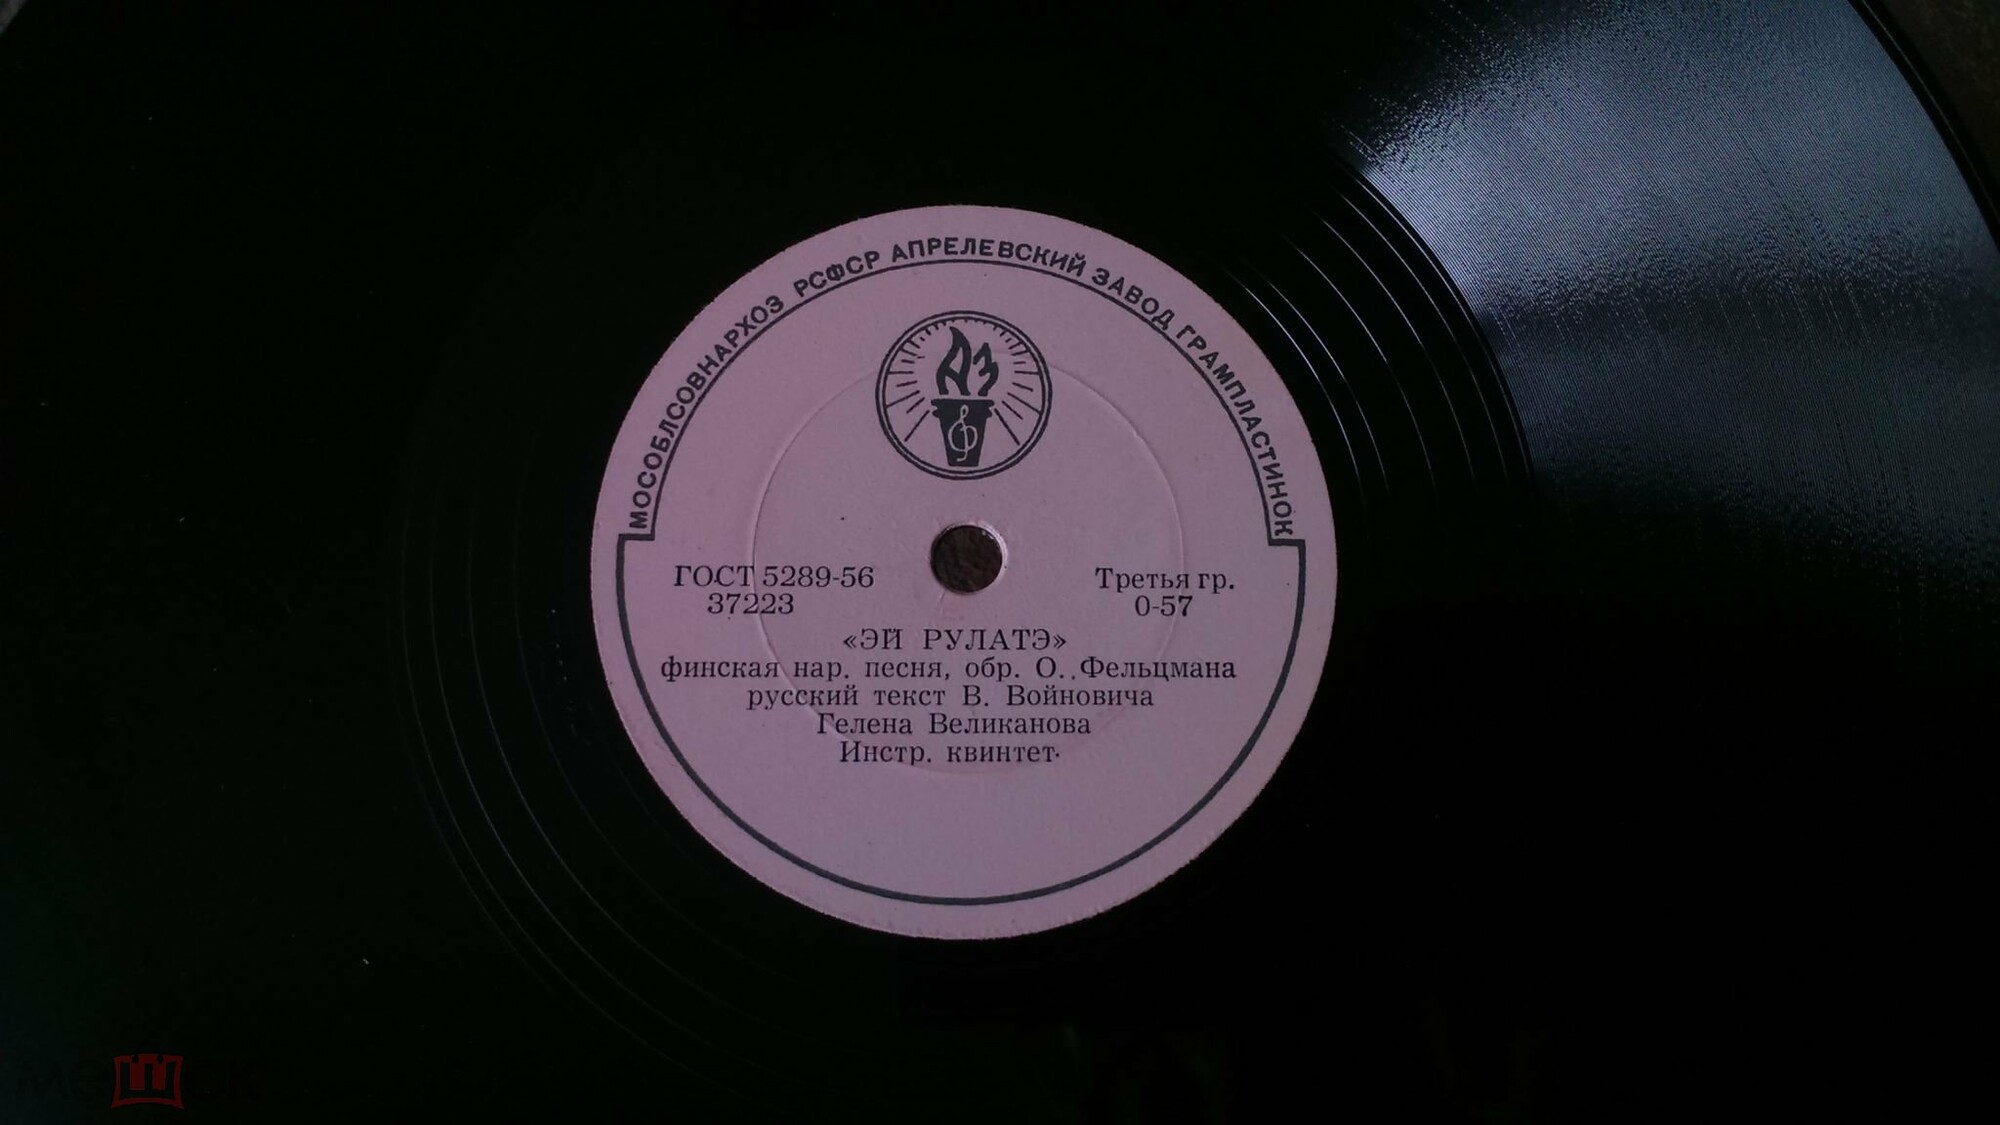 МОСОБЛСОВНАРХОЗ РСФСР АПРЕЛЕВСКИЙ ЗАВОД ГРАМПЛАСТИНОК
АЗ
ГОСТ 5289-56
37223
Третья гр.
0-57
«ЭЙ РУЛАТЭ»
финская нар. песня, обр. О. Фельцмана
русский текст В. Войновича
Гелена Великанова
Инстр. квинтет
мешок